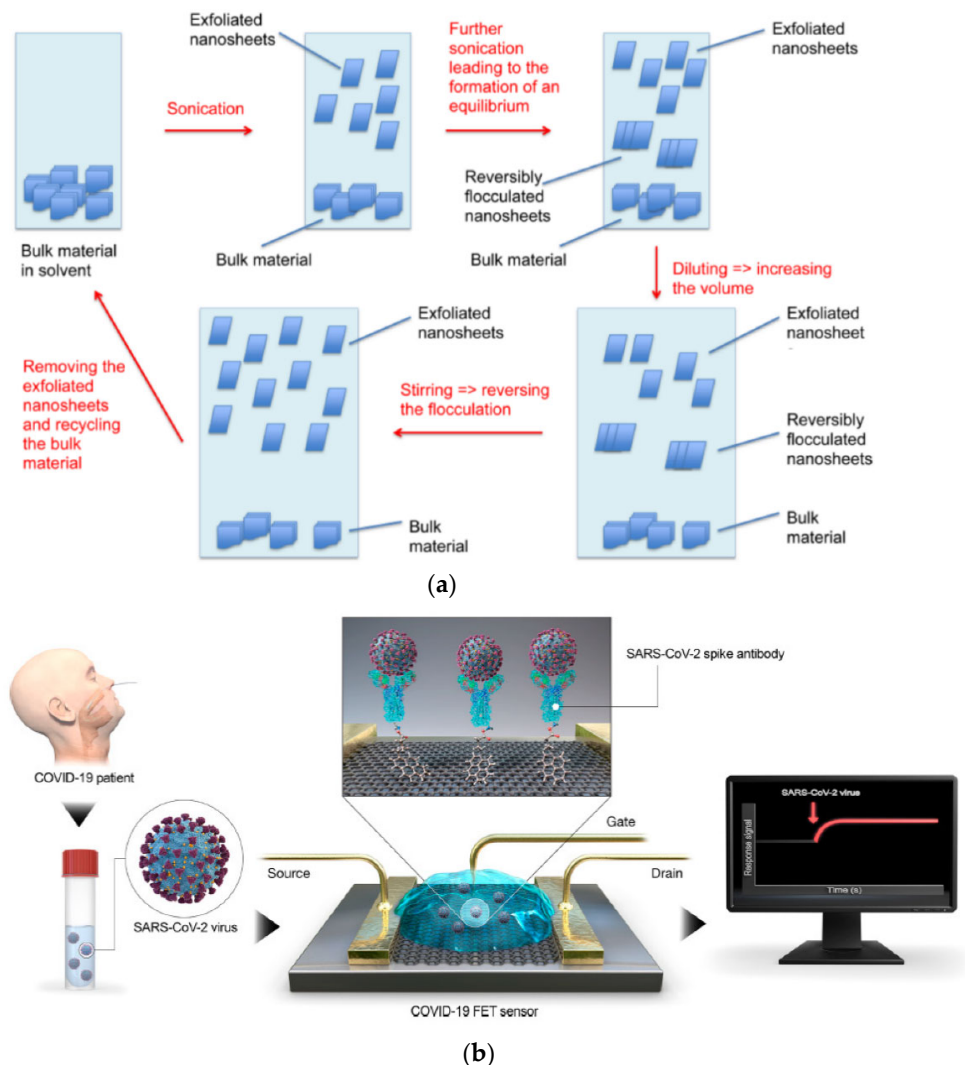 (a)
Exfoliated
nanosheets
Further
sonication
leading to the
formation of an
equilibrium
Exfoliated
nanosheets
Sonication
Reversibly
flocculated
nanosheets
Bulk material
in solvent
Bulk material
Bulk material
Diluting => increasing
the volume
Exfoliated
nanosheets
Exfoliated
nanosheet
Removing the
exfoliated
nanosheets
and recycling
the bulk
material
Stirring => reversing
the flocculation
Reversibly
flocculated
nanosheets
Bulk
material
Bulk
material
(a)
SARS-CoV-2 spike antibody
COVID-19 patient
SARS-CoV-2 virus
Response signal
Time (s)
Gate
Source
Drain
SARS-CoV-2 virus
COVID-19 FET sensor
(b)